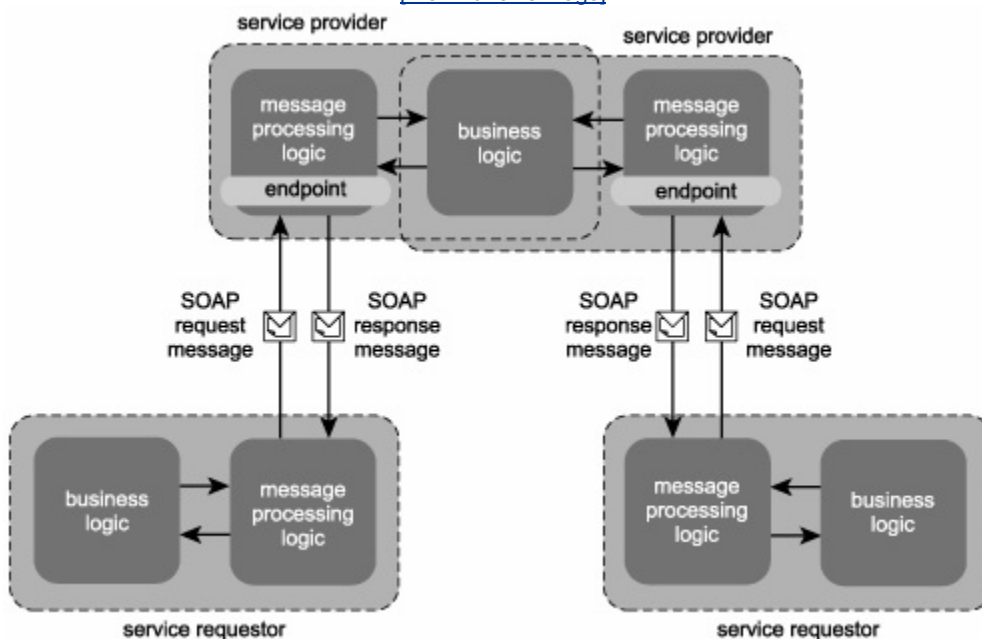 service provider
service provider
message
processing
logic
endpoint
business
logic
message
processing
logic
endpoint
SOAP
request
message
SOAP
response
message
SOAP
response
message
SOAP
request
message
business
logic
message
processing
logic
message
processing
logic
business
logic
service requestor
service requestor